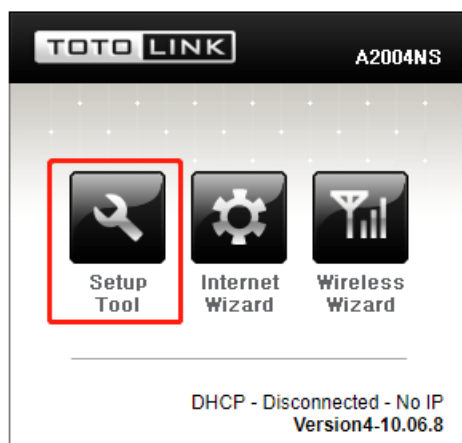 TOTO LINK
A2004NS
Setup Tool
Internet Wizard
Wireless Wizard
DHCP - Disconnected - No IP
Version4-10.06.8